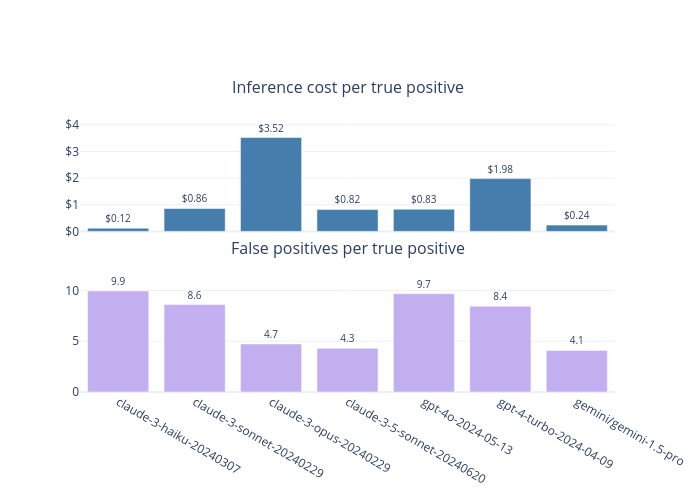 Inference cost per true positive
$4
$3
$2
$1
$0
$0.12
$0.86
$3.52
$0.82
$0.83
$1.98
$0.24
False positives per true positive
10
5
0
9.9
8.6
4.7
4.3
9.7
8.4
4.1
claude-3-haiku-20240307
claude-3-sonnet-20240229
claude-3-opus-20240229
claude-3-5-sonnet-20240620
gpt-4o-2024-05-13
gpt-4-turbo-2024-04-09
gemini/gemini-1.5-pro